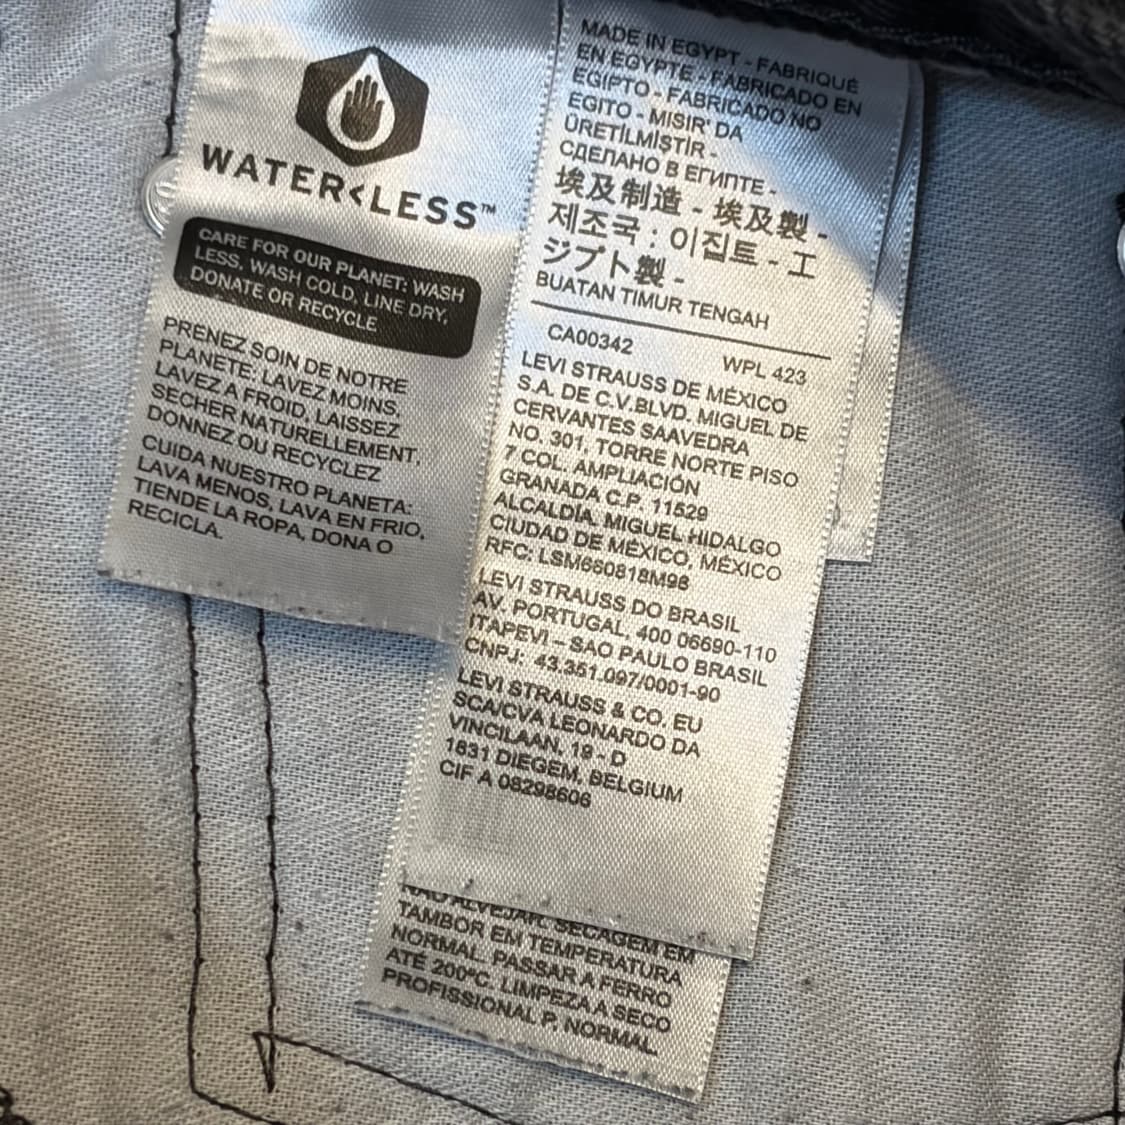 WATER<LESS™
CARE FOR OUR PLANET: WASH
LESS, WASH COLD, LINE DRY,
DONATE OR RECYCLE
PRENEZ SOIN DE NOTRE
PLANETE: LAVEZ MOINS,
LAVEZ A FROID, LAISSEZ
SECHER NATURELLEMENT,
DONNEZ OU RECYCLEZ
CUIDA NUESTRO PLANETA:
LAVA MENOS, LAVA EN FRIO,
TIENDE LA ROPA, DONA O
RECICLA.
MADE IN EGYPT - FABRIQUÉ
EN EGYPTE - FABRICADO EN
EGIPTO - FABRICADO NO
EGITO - MISIR' DA
ÜRETİLMİŞTİR -
СДЕЛАНО В ЕГИПТЕ -
埃及制造 - 埃及製 -
제조국 : 이집트 - エ
ジプト製 -
BUATAN TIMUR TENGAH
CA00342 WPL 423
LEVI STRAUSS DE MÉXICO
S.A. DE C.V.BLVD. MIGUEL DE
CERVANTES SAAVEDRA
NO. 301, TORRE NORTE PISO
7 COL. AMPLIACIÓN
GRANADA C.P. 11529
ALCALDÍA. MIGUEL HIDALGO
CIUDAD DE MÉXICO, MÉXICO
RFC: LSM660818M98
LEVI STRAUSS DO BRASIL
AV. PORTUGAL, 400 06690-110
ITAPEVI – SAO PAULO BRASIL
CNPJ: 43.351.097/0001-90
LEVI STRAUSS & CO. EU
SCA/CVA LEONARDO DA
VINCILAAN, 19 - D
1831 DIEGEM, BELGIUM
CIF A 08298606
NÃO ALVEJAR. SECAGEM EM
TAMBOR EM TEMPERATURA
NORMAL. PASSAR A FERRO
ATÉ 200ºC. LIMPEZA A SECO
PROFISSIONAL P. NORMAL.